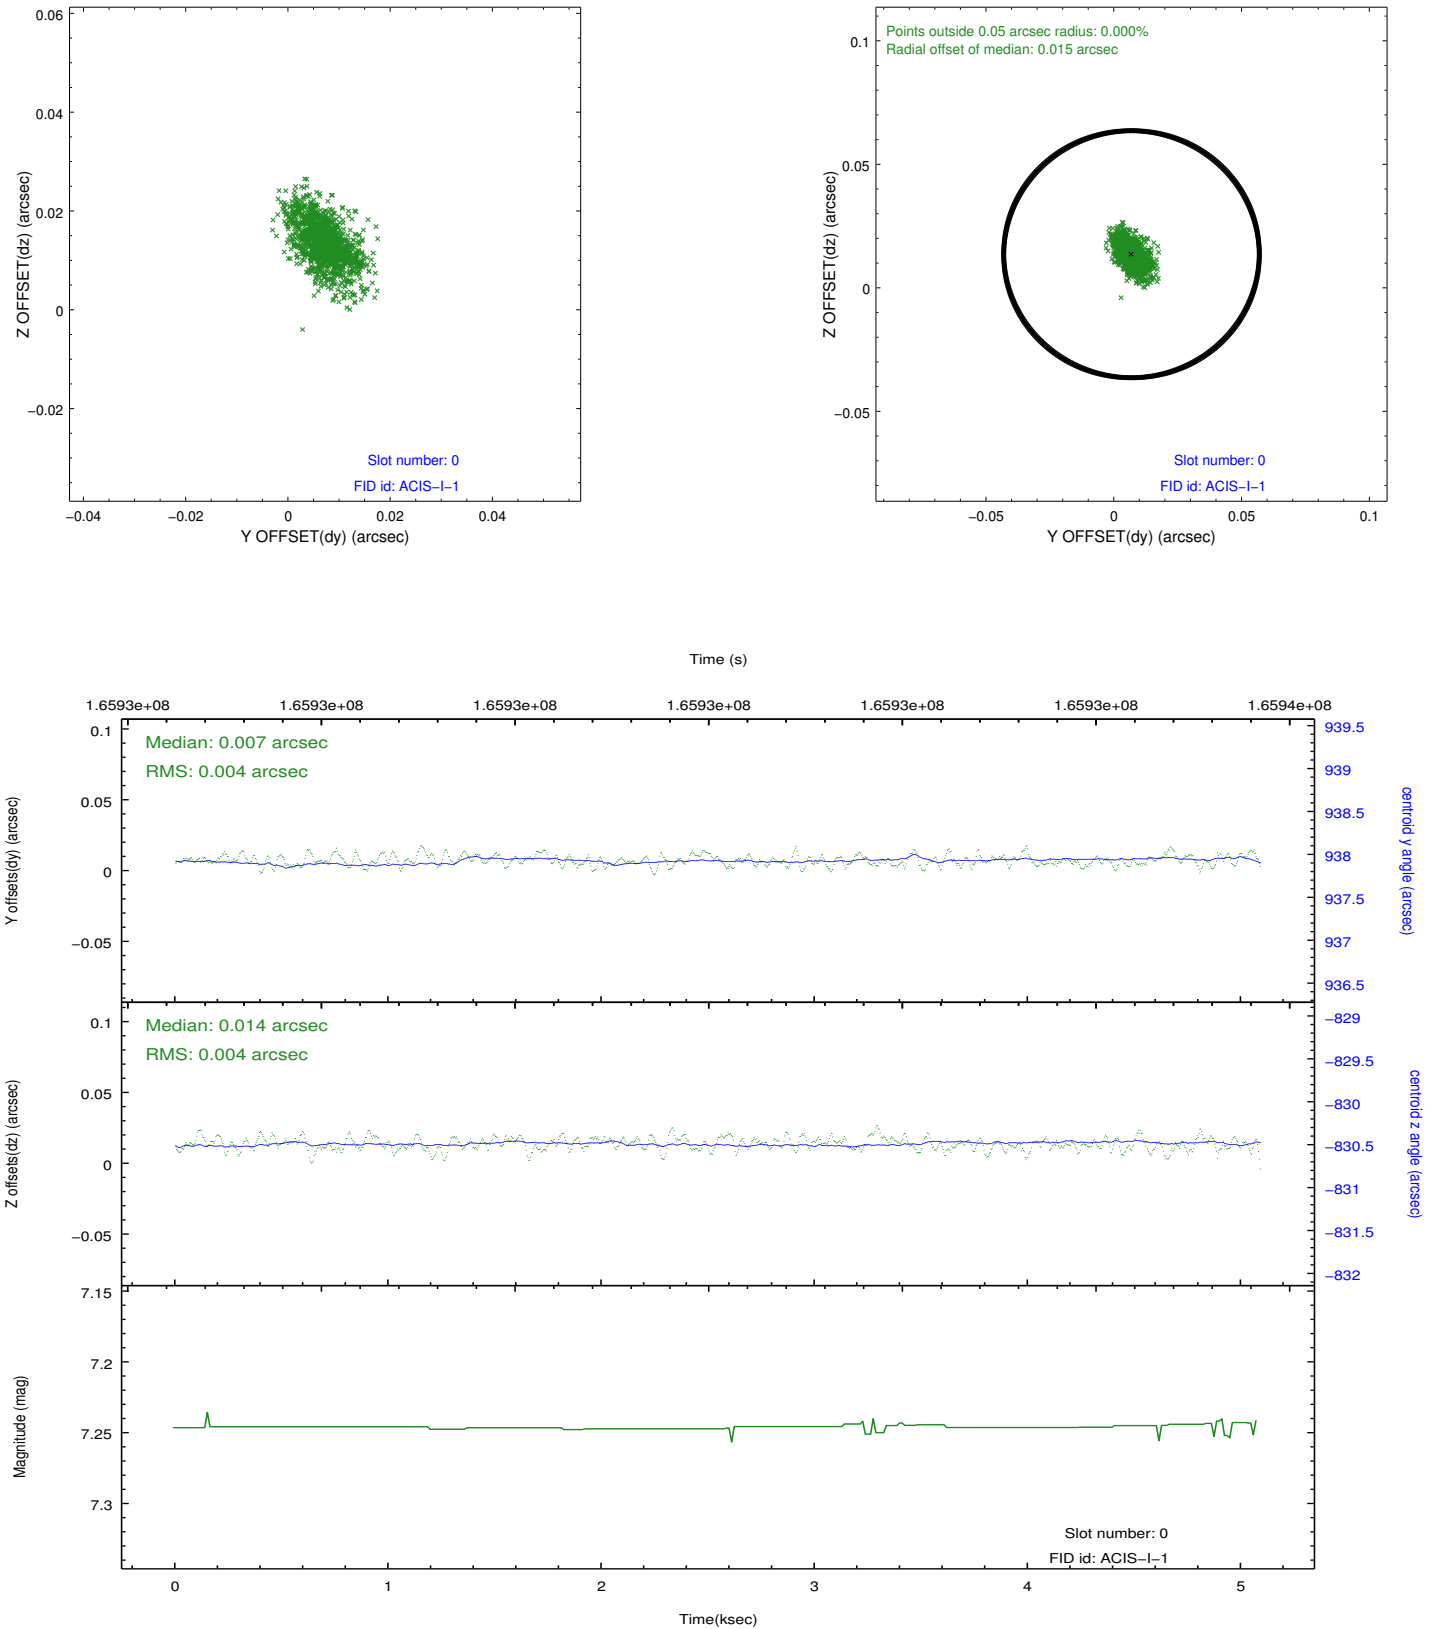 0.06
0.04
0.02
0
−0.02
Z OFFSET(dz) (arcsec)
Slot number: 0
FID id: ACIS−I−1
−0.04 −0.02 0 0.02 0.04
Y OFFSET(dy) (arcsec)
Points outside 0.05 arcsec radius: 0.000%
Radial offset of median: 0.015 arcsec
0.1
0.05
0
−0.05
Z OFFSET(dz) (arcsec)
Slot number: 0
FID id: ACIS−I−1
−0.05 0 0.05 0.1
Y OFFSET(dy) (arcsec)
Time (s)
1.6593e+08 1.6593e+08 1.6593e+08 1.6593e+08 1.6593e+08 1.6593e+08 1.6594e+08
Median: 0.007 arcsec
RMS: 0.004 arcsec
0.1
0.05
0
−0.05
Y offsets(dy) (arcsec)
939.5
939
938.5
938
937.5
937
936.5
centroid y angle (arcsec)
Median: 0.014 arcsec
RMS: 0.004 arcsec
0.1
0.05
0
−0.05
Z offsets(dz) (arcsec)
−829
−829.5
−830
−830.5
−831
−831.5
−832
centroid z angle (arcsec)
7.15
7.2
7.25
7.3
Magnitude (mag)
Slot number: 0
FID id: ACIS−I−1
0 1 2 3 4 5
Time(ksec)